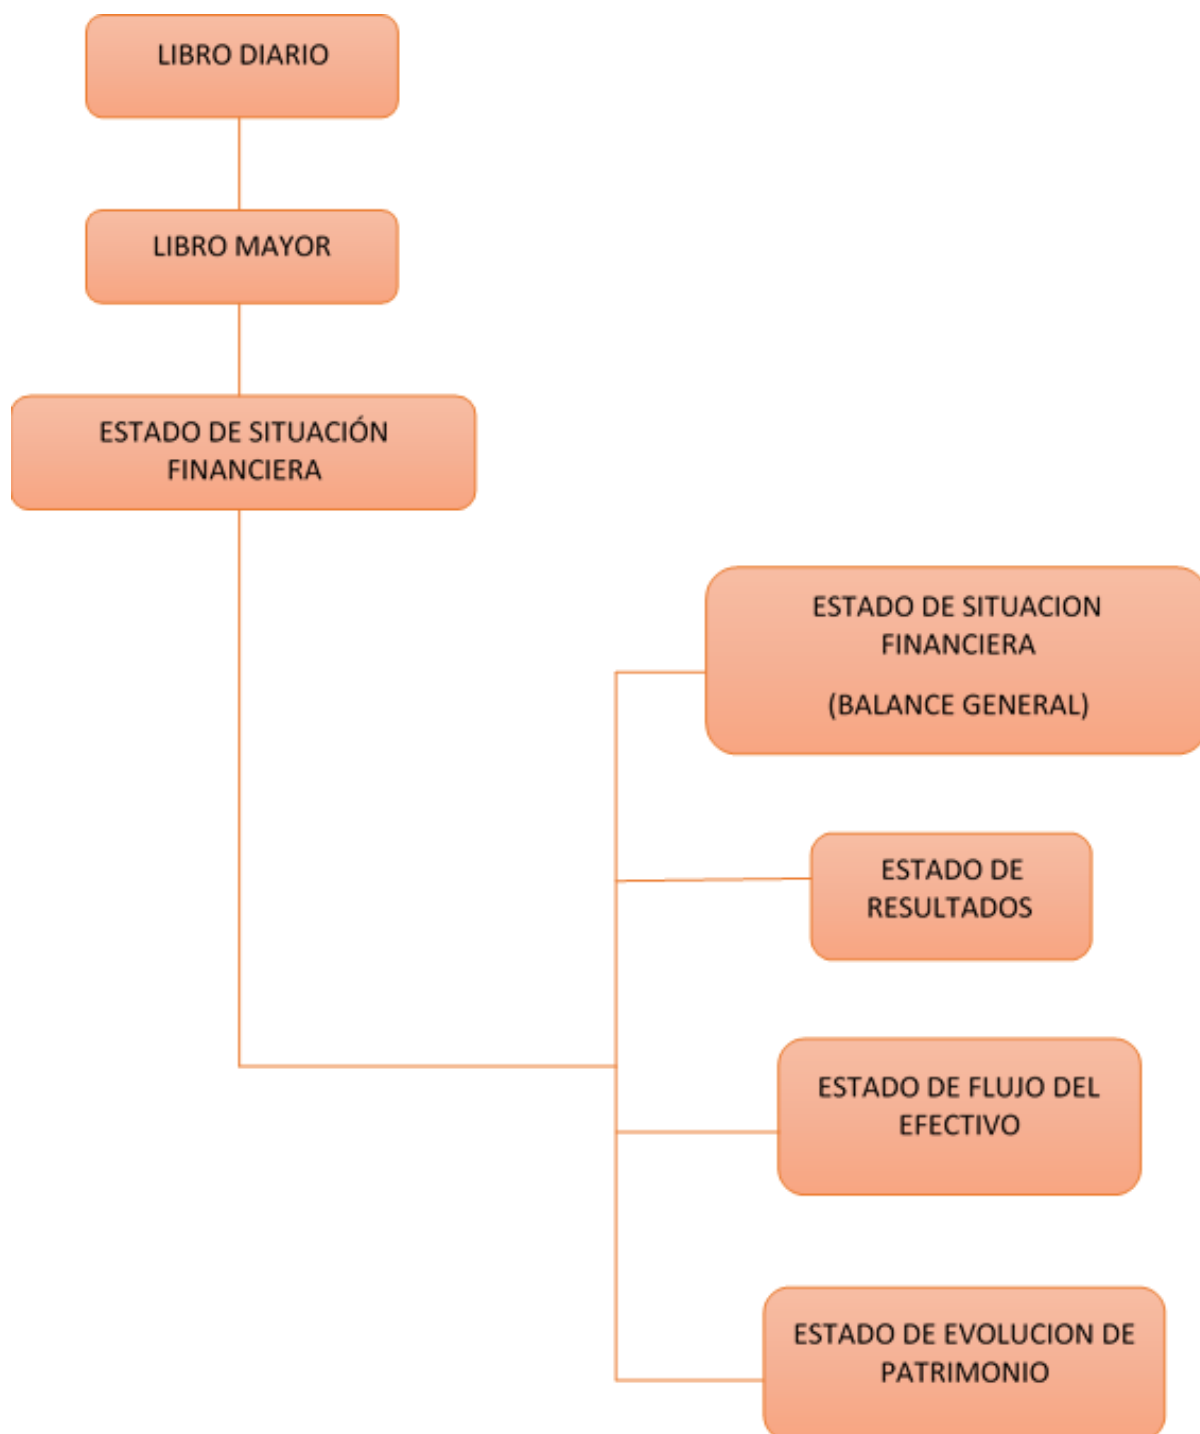 LIBRO DIARIO
LIBRO MAYOR
ESTADO DE SITUACIÓN
FINANCIERA
ESTADO DE SITUACION
FINANCIERA
(BALANCE GENERAL)
ESTADO DE
RESULTADOS
ESTADO DE FLUJO DEL
EFECTIVO
ESTADO DE EVOLUCION DE
PATRIMONIO